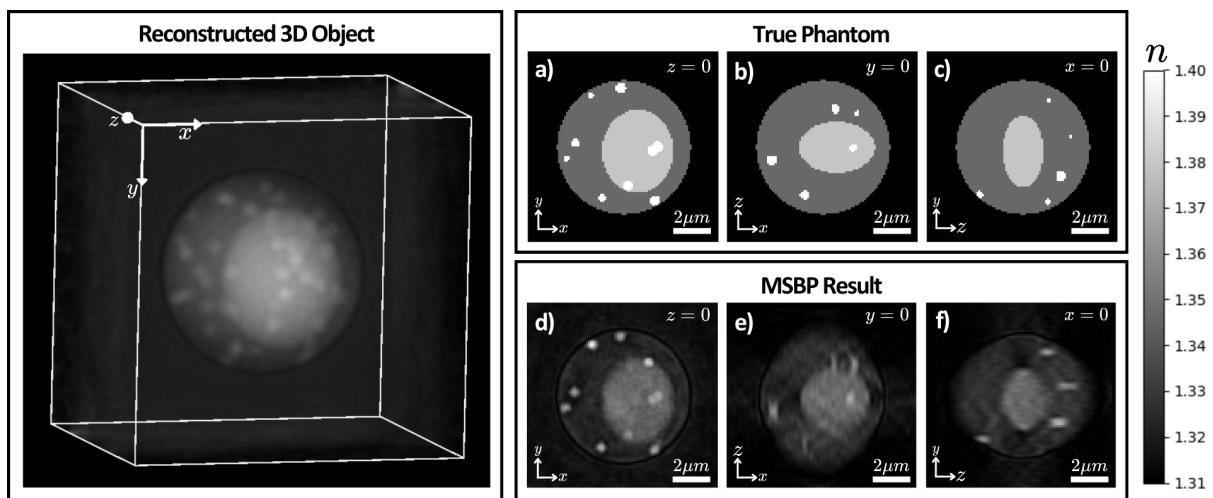 Reconstructed 3D Object
z
x
y
True Phantom
a)
z = 0
y
x
2μm
b)
y = 0
z
x
2μm
c)
x = 0
y
z
2μm
MSBP Result
d)
z = 0
y
x
2μm
e)
y = 0
z
x
2μm
f)
x = 0
y
z
2μm
n
1.40
1.39
1.38
1.37
1.36
1.35
1.34
1.33
1.32
1.31